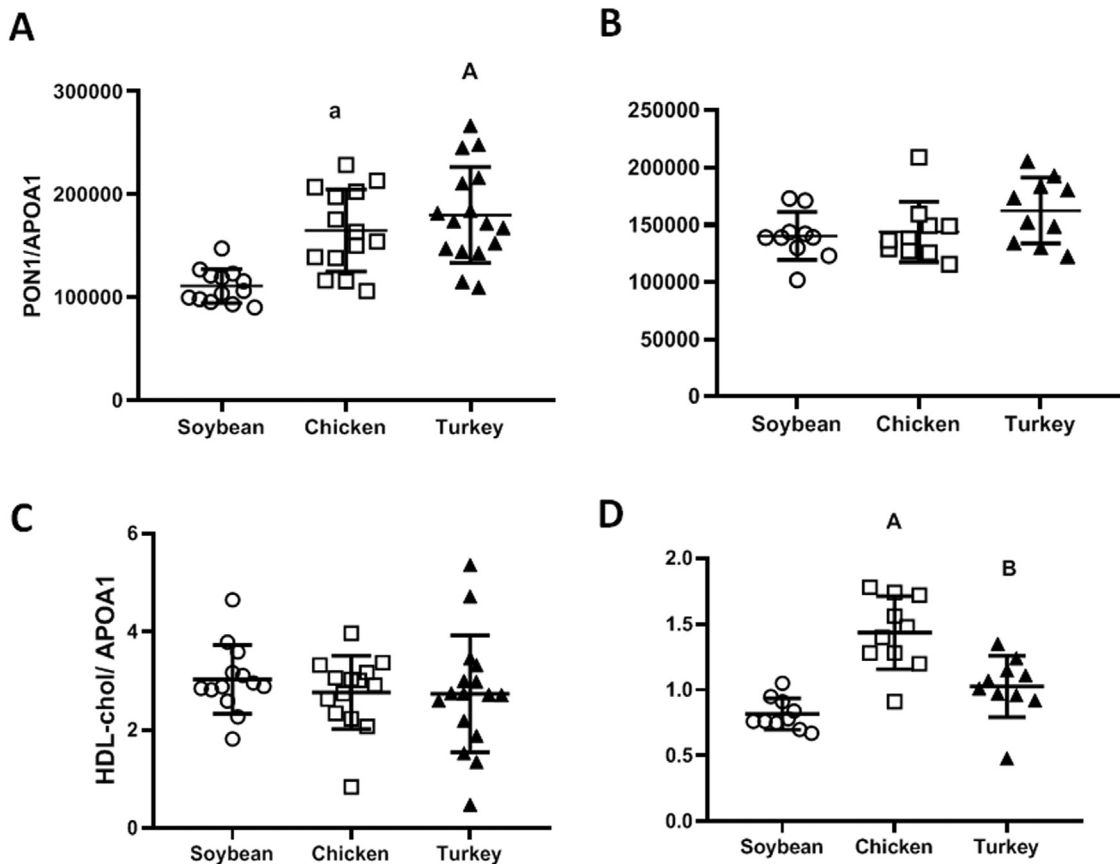 A
B
A
a
300000
200000
100000
0
PON1/APOA1
Soybean Chicken Turkey
250000
200000
150000
100000
50000
0
Soybean Chicken Turkey
C
D
6
4
2
0
HDL-chol/ APOA1
Soybean Chicken Turkey
A
B
2.0
1.5
1.0
0.5
0.0
Soybean Chicken Turkey